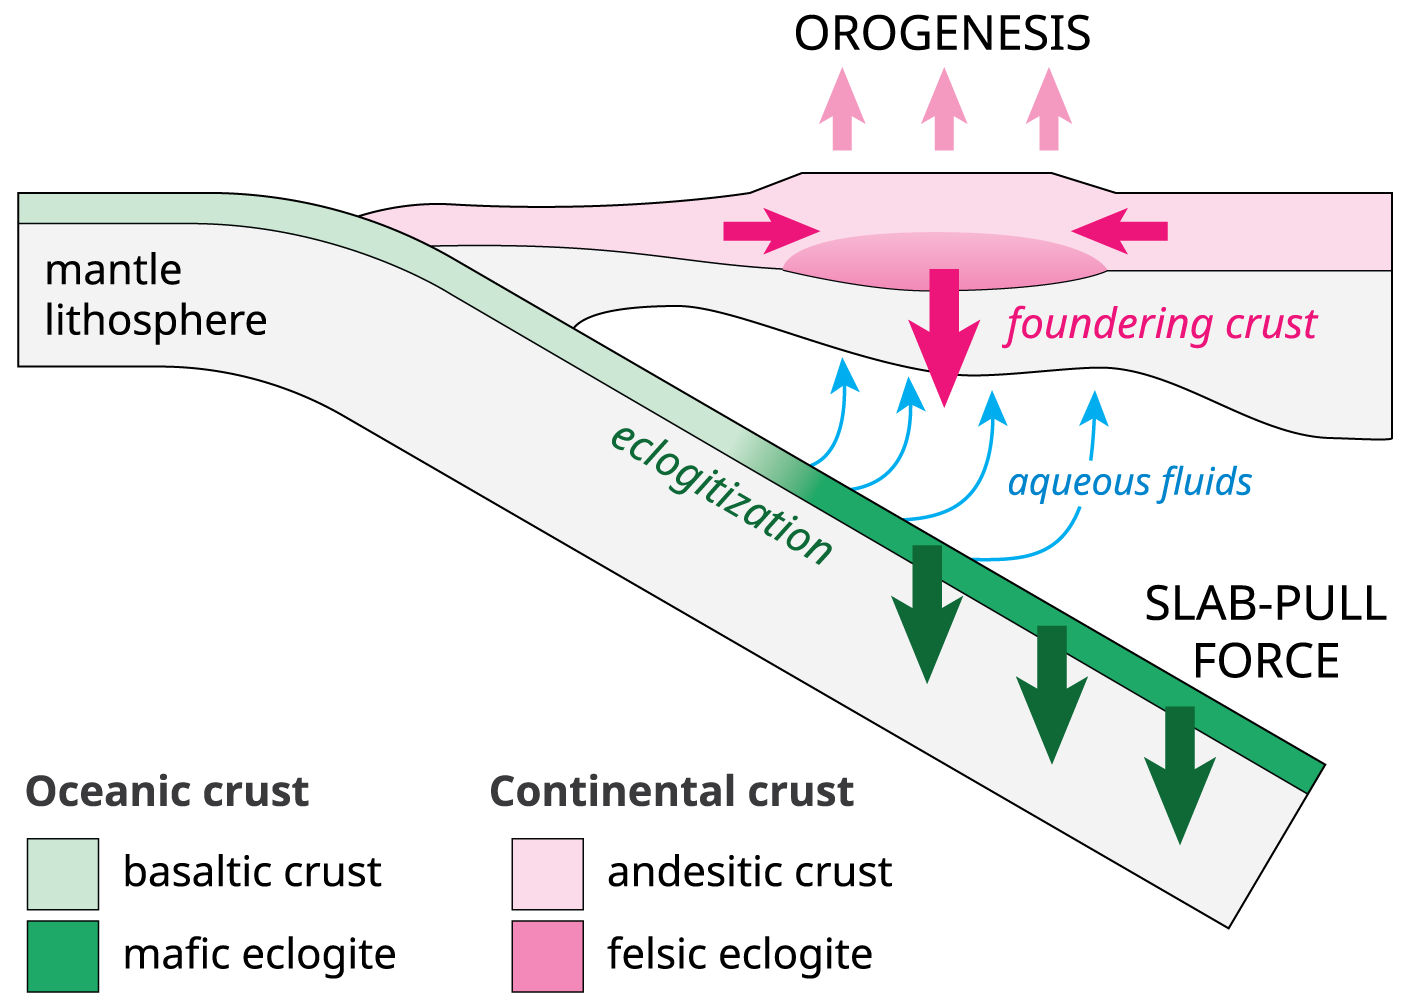 OROGENESIS
mantle
lithosphere
foundering crust
eclogitization
aqueous fluids
SLAB-PULL
FORCE
Oceanic crust
basaltic crust
mafic eclogite
Continental crust
andesitic crust
felsic eclogite